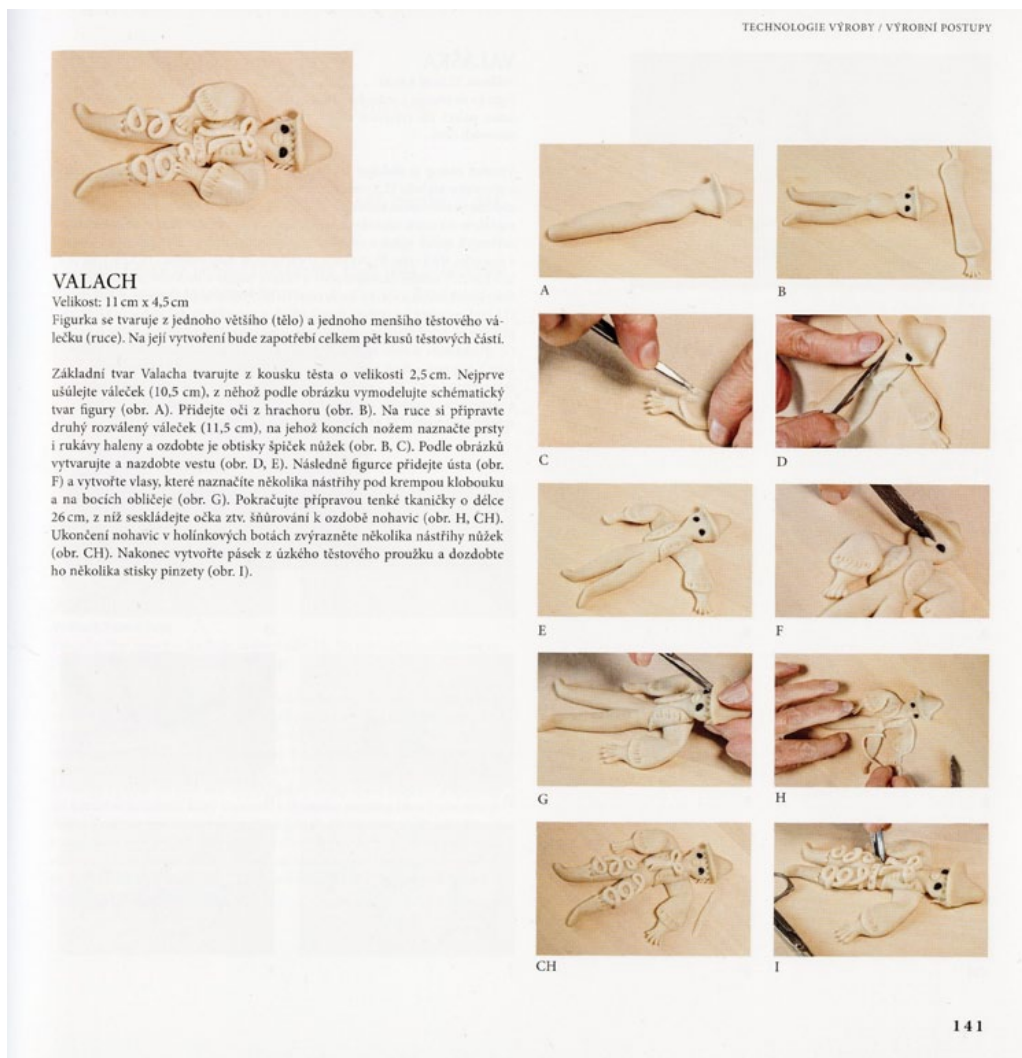 TECHNOLOGIE VÝROBY / VÝROBNÍ POSTUPY
VALACH
Velikost: 11 cm x 4,5 cm
Figurka se tvaruje z jednoho většího (tělo) a jednoho menšího těstového vá-
lečku (ruce). Na její vytvoření bude zapotřebí celkem pět kusů těstových částí.
Základní tvar Valacha tvarujte z kousku těsta o velikosti 2,5 cm. Nejprve
ušúlejte váleček (10,5 cm), z něhož podle obrázku vymodelujte schématický
tvar figury (obr. A). Přidejte oči z hrachoru (obr. B). Na ruce si připravte
druhý rozválený váleček (11,5 cm), na jehož koncích nožem naznačte prsty
i rukávy haleny a ozdobte je obtisky špiček nůžek (obr. B, C). Podle obrázků
vytvarujte a nazdobte vestu (obr. D, E). Následně figurce přidejte ústa (obr.
F) a vytvořte vlasy, které naznačíte několika nástřihy pod krempou klobouku
a na bocích obličeje (obr. G). Pokračujte přípravou tenké tkaničky o délce
26 cm, z níž seskládejte očka ztv. šňůrování k ozdobě nohavic (obr. H, CH).
Ukončení nohavic v holínkových botách zvýrazněte několika nástřihy nůžek
(obr. CH). Nakonec vytvořte pásek z úzkého těstového proužku a dozdobte
ho několika stisky pinzety (obr. I).
A
B
C
D
E
F
G
H
CH
I
141